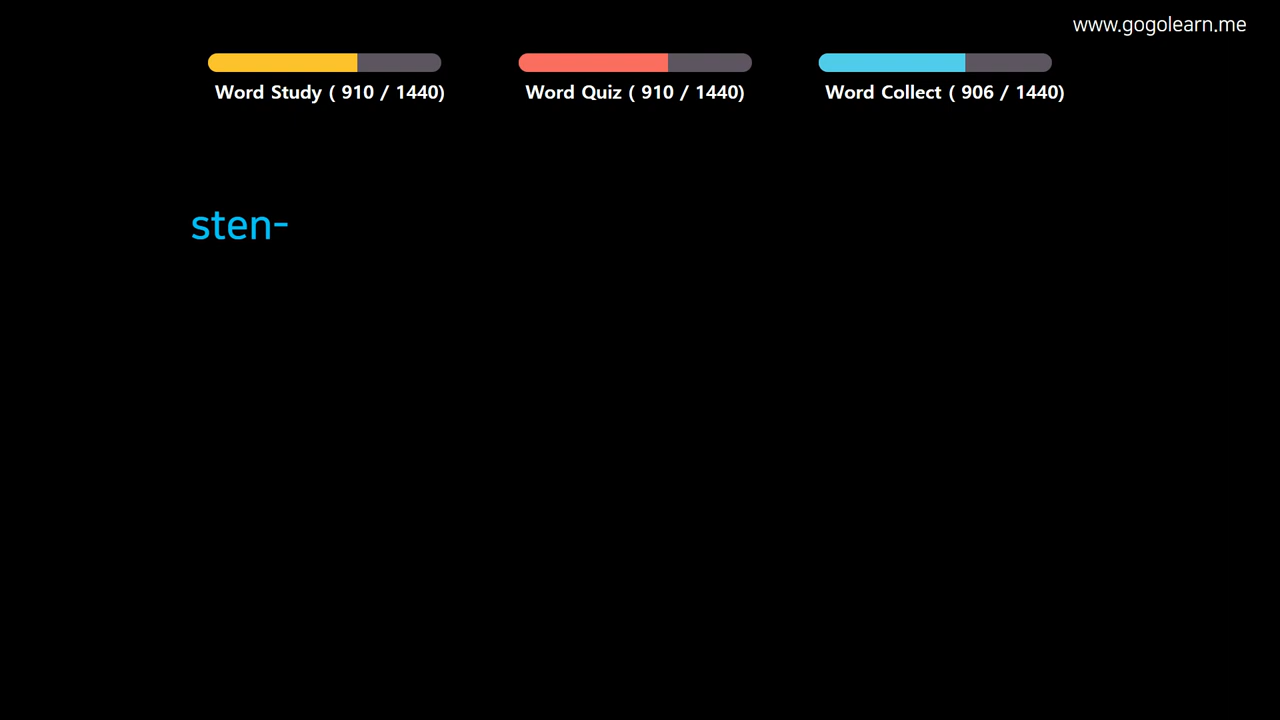 www.gogolearn.me
Word Study ( 910 / 1440)
Word Quiz ( 910 / 1440)
Word Collect ( 906 / 1440)
sten-